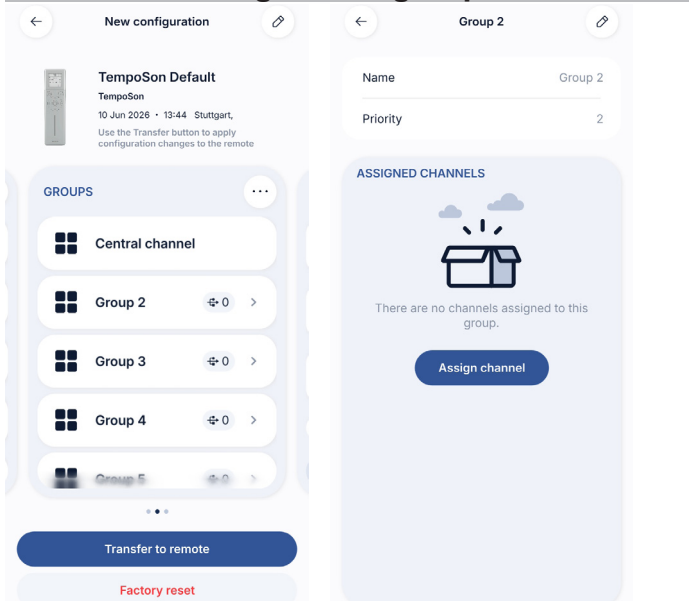 New configuration
TempoSon Default
TempoSon
10 Jun 2026 • 13:44 Stuttgart,
Use the Transfer button to apply
configuration changes to the remote
GROUPS
Central channel
Group 2 0
Group 3 0
Group 4 0
Group 5 0
Transfer to remote
Factory reset
Group 2
Name Group 2
Priority 2
ASSIGNED CHANNELS
There are no channels assigned to this
group.
Assign channel